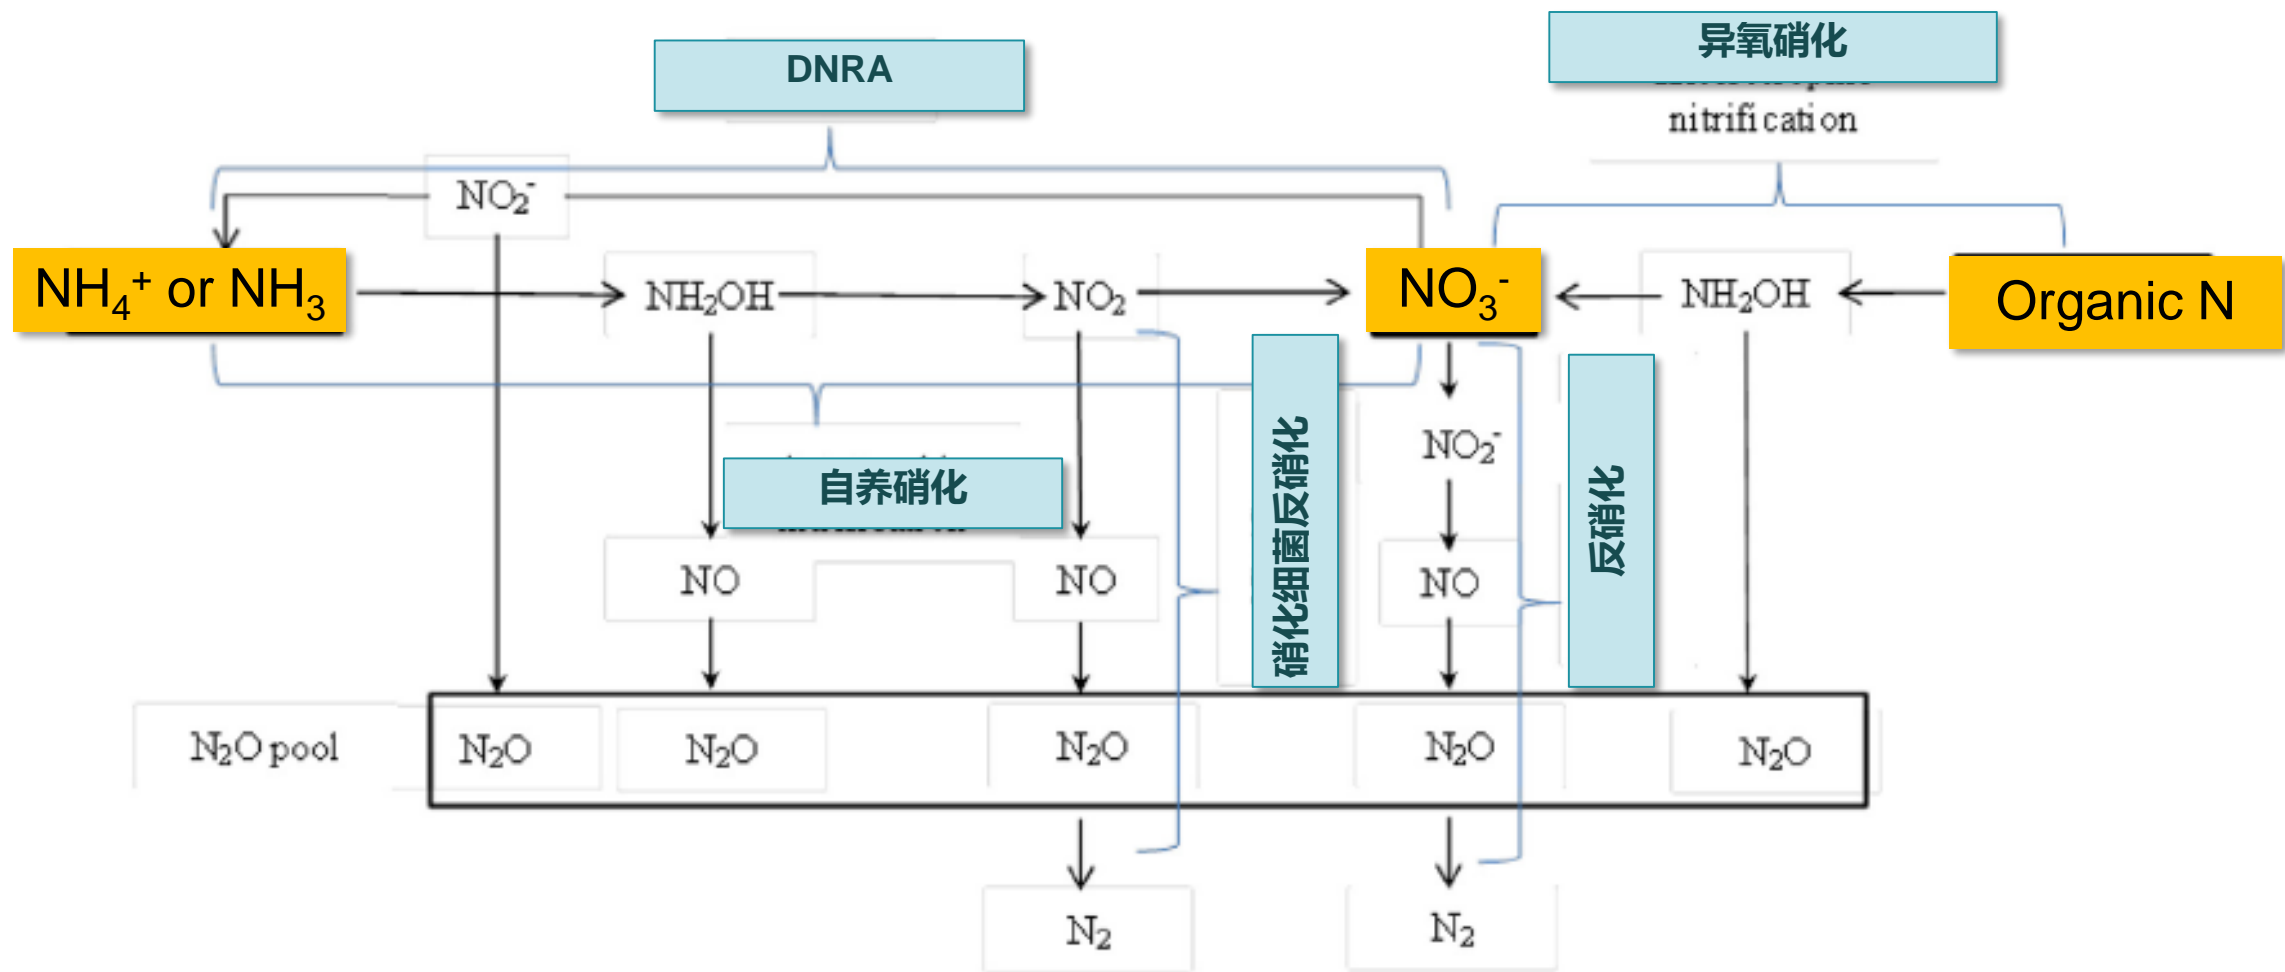 DNRA
异氧硝化
nitrification
NO₂⁻
NH₄⁺ or NH₃
NH₂OH
NO₂
NO₃⁻
NH₂OH
Organic N
自养硝化
硝化细菌反硝化
NO₂⁻
反硝化
NO
NO
NO
N₂O pool
N₂O
N₂O
N₂O
N₂O
N₂O
N₂
N₂